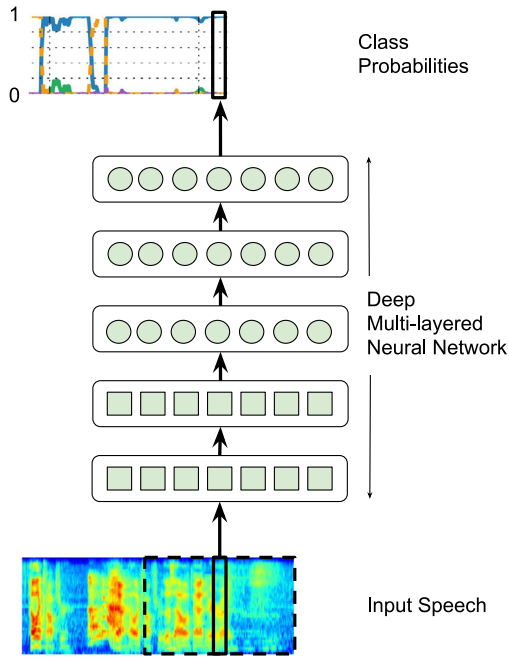 1
Class
Probabilities
0
Deep
Multi-layered
Neural Network
Input Speech